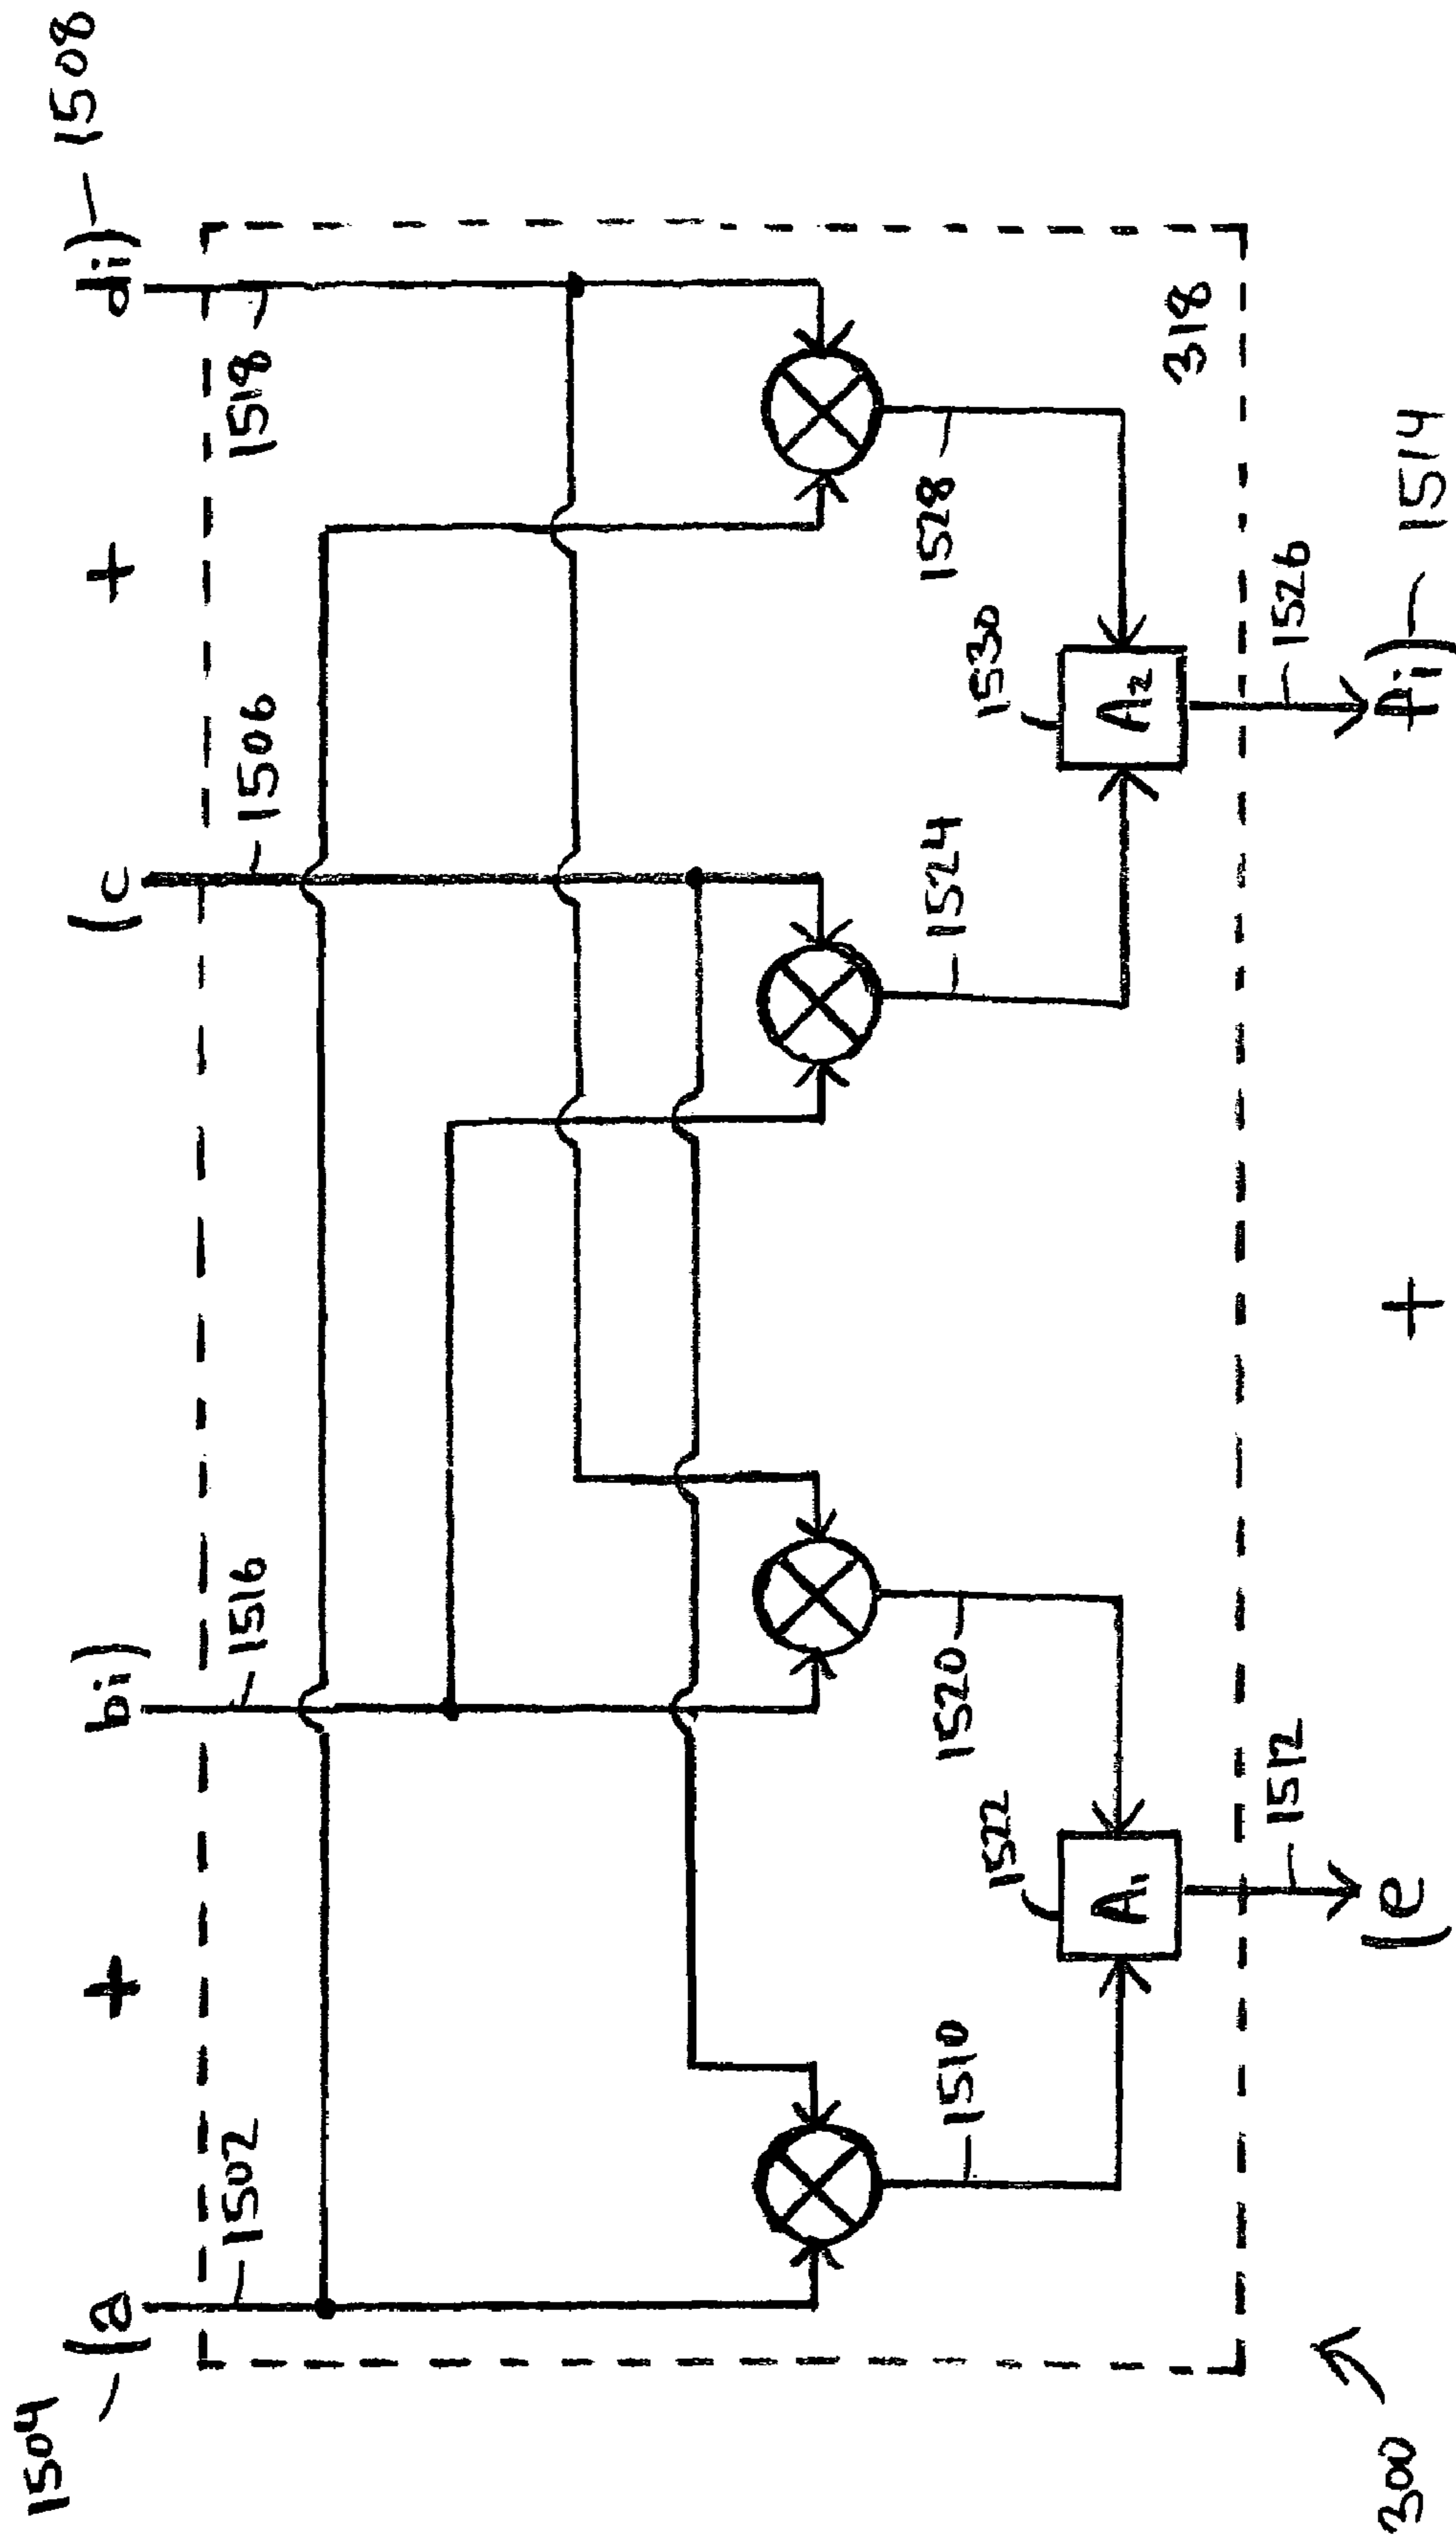 1504 1508
(a + bi) (c + di)
1502 1516 1506 1518
1510 1520 1524 1528
1522 1530
A1 A2 318
1512 1526
(e + fi) 1514
300